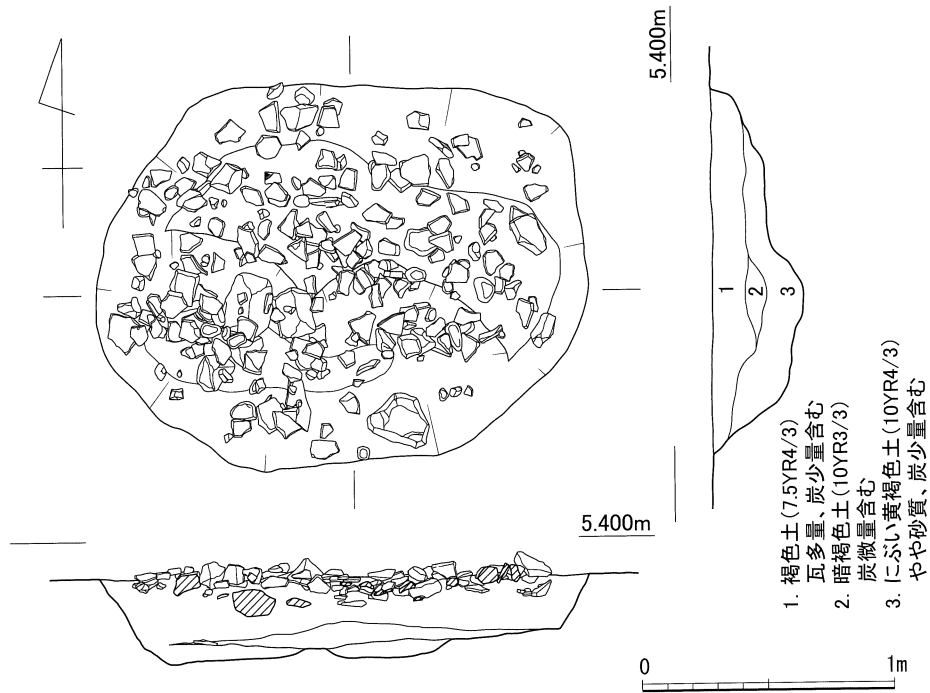 5.400m
1
2
3
5.400m
1. 褐色土(7.5YR4/3)
瓦多量、炭少量含む
2. 暗褐色土(10YR3/3)
炭微量含む
3. にぶい黄褐色土(10YR4/3)
やや砂質、炭少量含む
0
1m